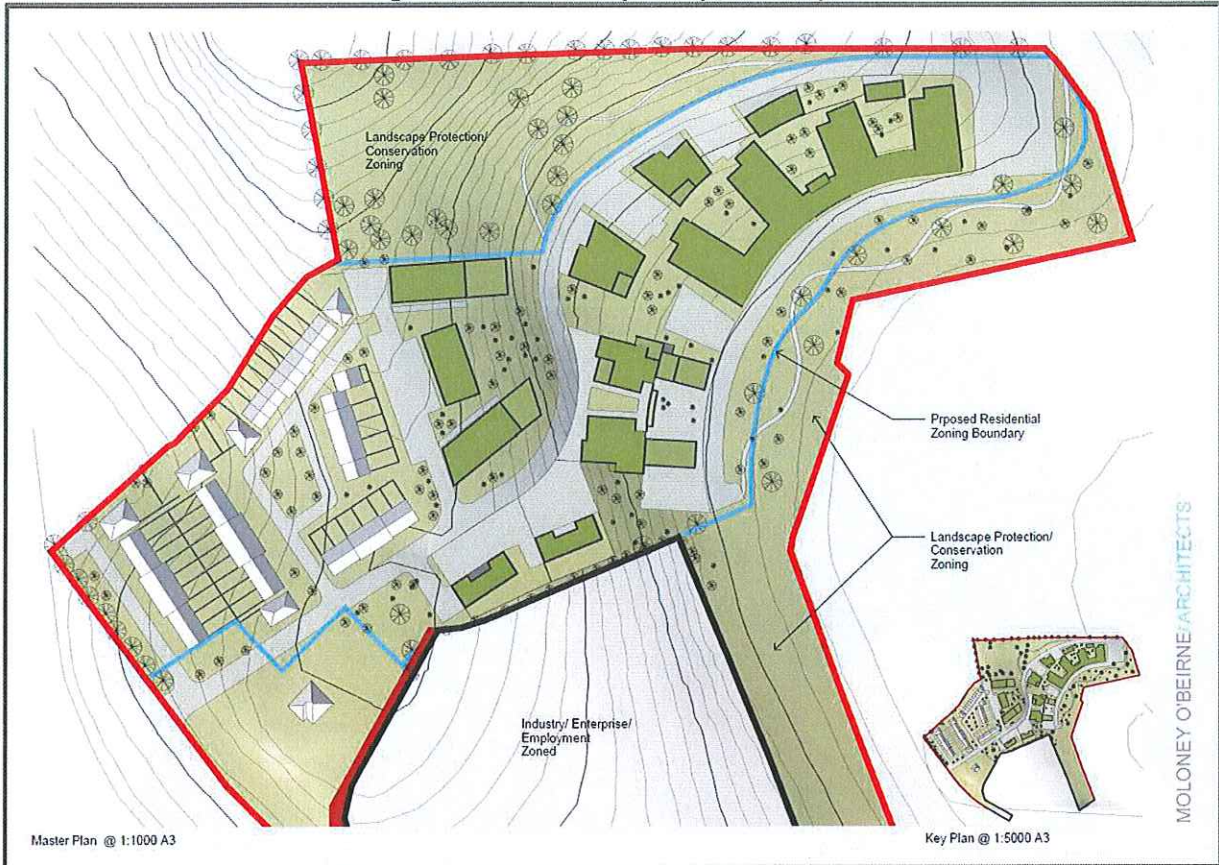 Landscape Protection/
Conservation
Zoning
Prposed Residential
Zoning Boundary
Landscape Protection/
Conservation
Zoning
Industry/ Enterprise/
Employment
Zoned
Master Plan @ 1:1000 A3
Key Plan @ 1:5000 A3
MOLONEY O'BEIRNE/ARCHITECTS